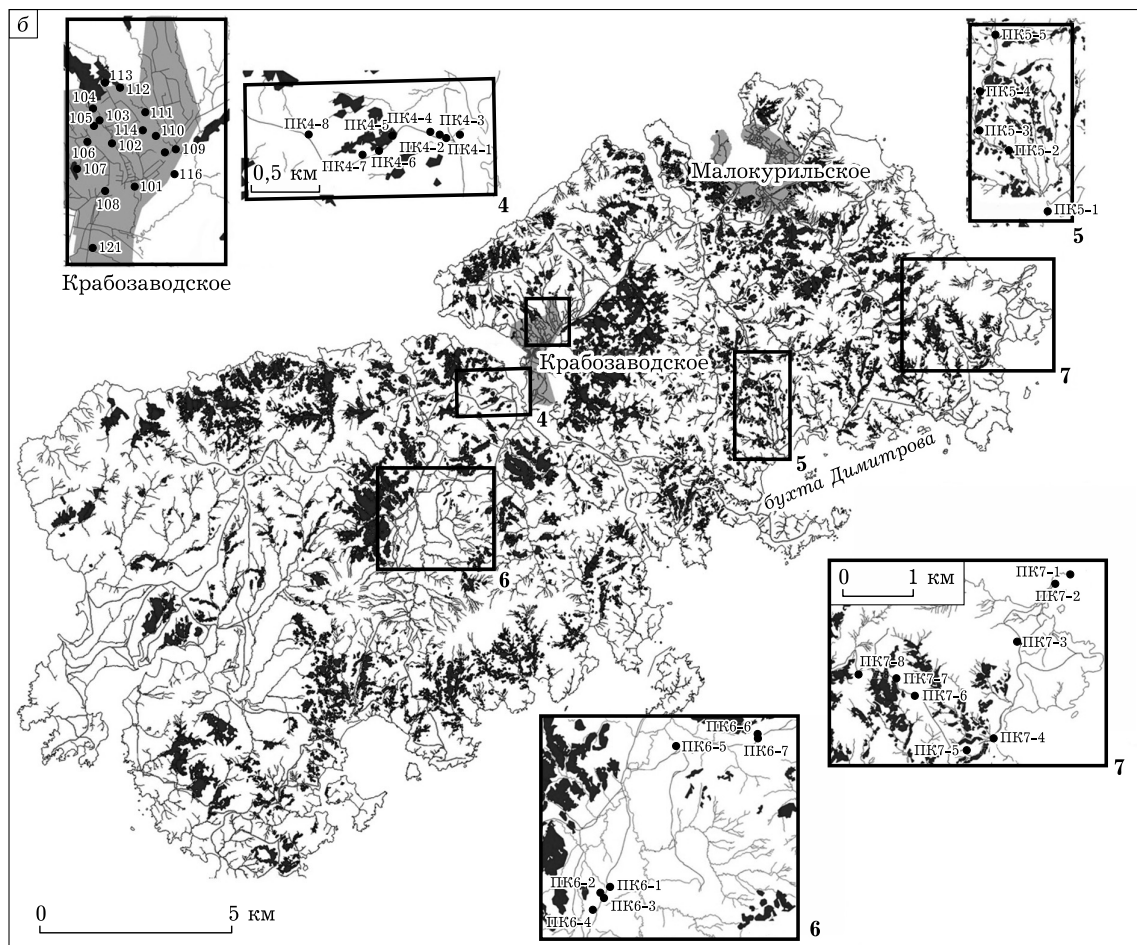 б
113
112
104
103
111
105
114
110
106
102
109
107
116
101
108
121
Крабозаводское
ПК4-8
ПК4-5
ПК4-4
ПК4-3
ПК4-2
ПК4-1
ПК4-7
ПК4-6
0,5 км
4
ПК5-5
ПК5-4
ПК5-3
ПК5-2
ПК5-1
5
Малокурильское
Крабозаводское
4
5
6
7
бухта Димитрова
0 1 км
ПК7-1
ПК7-2
ПК7-3
ПК7-8
ПК7-7
ПК7-6
ПК7-4
ПК7-5
7
ПК6-6
ПК6-5
ПК6-7
ПК6-2
ПК6-1
ПК6-3
ПК6-4
6
0 5 км